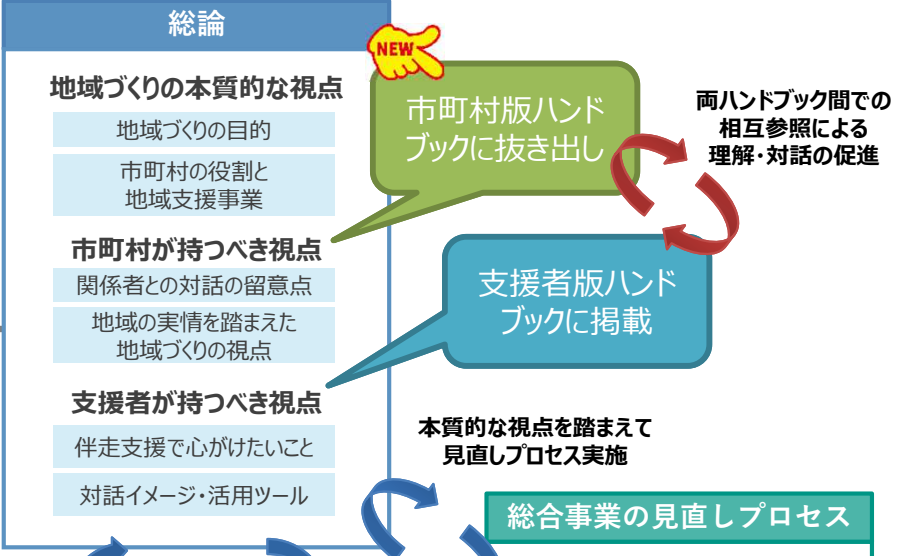 総論
地域づくりの本質的な視点
地域づくりの目的
市町村の役割と
地域支援事業
市町村が持つべき視点
関係者との対話の留意点
地域の実情を踏まえた
地域づくりの視点
支援者が持つべき視点
伴走支援で心がけたいこと
対話イメージ・活用ツール
NEW
市町村版ハンド
ブックに抜き出し
両ハンドブック間での
相互参照による
理解・対話の促進
支援者版ハンド
ブックに掲載
本質的な視点を踏まえて
見直しプロセス実施
総合事業の見直しプロセス